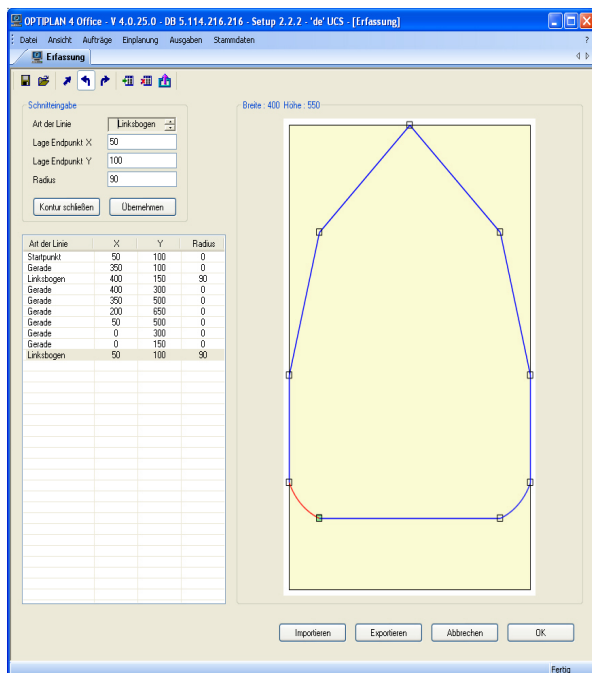 OPTIPLAN 4 Office - V 4.0.25.0 - DB 5.114.216.216 - Setup 2.2.2 - 'de' UCS - [Erfassung]
Datei Ansicht Aufträge Einplanung Ausgaben Stammdaten ?
Erfassung
Schnitteingabe
Art der Linie Linksbogen
Lage Endpunkt X 50
Lage Endpunkt Y 100
Radius 90
Kontur schließen Übernehmen
Breite : 400 Höhe : 550
Art der Linie X Y Radius
Startpunkt 50 100 0
Gerade 350 100 0
Linksbogen 400 150 90
Gerade 400 300 0
Gerade 350 500 0
Gerade 200 650 0
Gerade 50 500 0
Gerade 0 300 0
Gerade 0 150 0
Linksbogen 50 100 90
Importieren Exportieren Abbrechen OK
Fertig